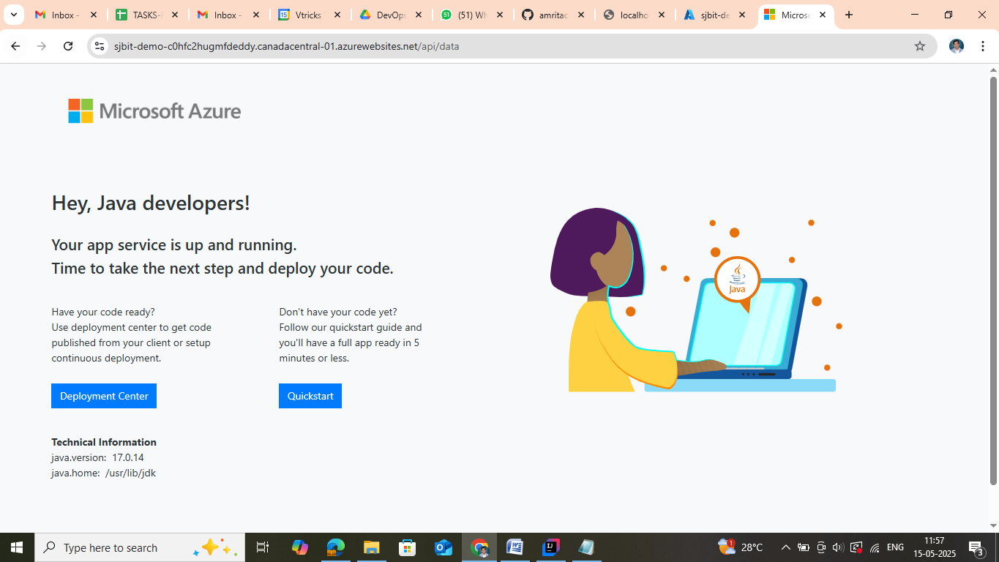 Inbox -
TASKS-
Inbox -
Vtricks
DevOps
(51) Wh
amritac
localho
sjbit-de
Micros
sjbit-demo-c0hfc2hugmfdeddy.canadacentral-01.azurewebsites.net/api/data
Microsoft Azure
Hey, Java developers!
Your app service is up and running.
Time to take the next step and deploy your code.
Have your code ready?
Use deployment center to get code
published from your client or setup
continuous deployment.
Deployment Center
Don't have your code yet?
Follow our quickstart guide and
you'll have a full app ready in 5
minutes or less.
Quickstart
Java
Technical Information
java.version: 17.0.14
java.home: /usr/lib/jdk
Type here to search
1
28°C
ENG
11:57
15-05-2025
3